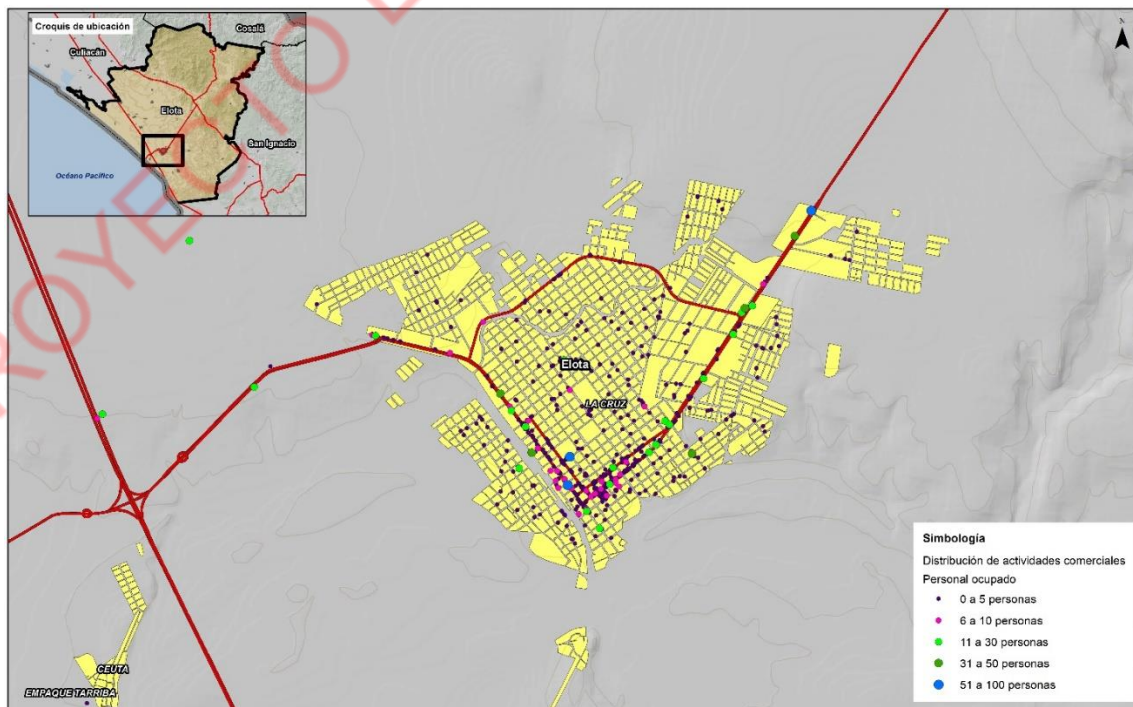 Croquis de ubicación
Cosalá
Culiacán
Elota
San Ignacio
Océano Pacífico
N
PROYECTO
Elota
LA CRUZ
CEUTA
EMPAQUE TARRIBA
Simbología
Distribución de actividades comerciales
Personal ocupado
0 a 5 personas
6 a 10 personas
11 a 30 personas
31 a 50 personas
51 a 100 personas